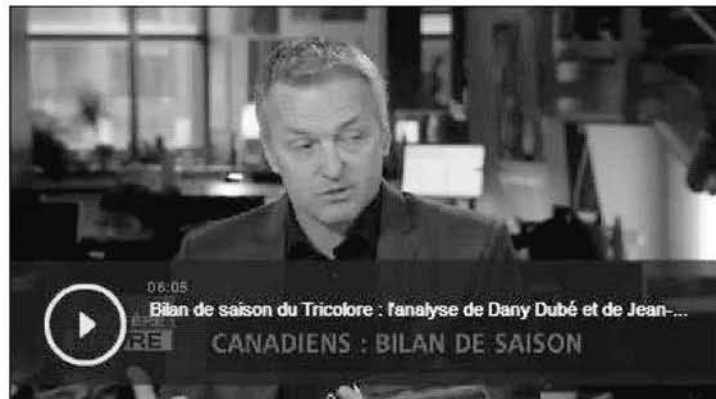 06:05
Bilan de saison du Tricolore : l'analyse de Dany Dubé et de Jean-...
CANADIENS : BILAN DE SAISON